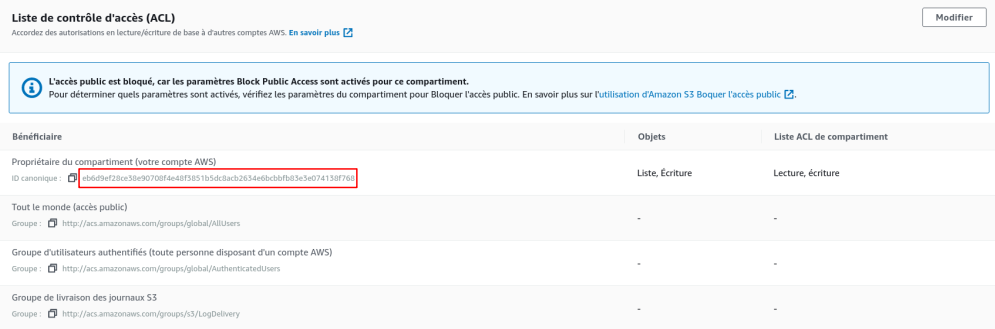 Liste de contrôle d'accès (ACL)
Modifier
Accordez des autorisations en lecture/écriture de base à d'autres comptes AWS. En savoir plus
L'accès public est bloqué, car les paramètres Block Public Access sont activés pour ce compartiment.
Pour déterminer quels paramètres sont activés, vérifiez les paramètres du compartiment pour Bloquer l'accès public. En savoir plus sur l'utilisation d'Amazon S3 Boquer l'accès public.
Bénéficiaire Objets Liste ACL de compartiment
Propriétaire du compartiment (votre compte AWS)
ID canonique : eb6d9ef28ce38e90708f4e48f3851b5dc8acb2634e6bcbbfb83e3e074138f768
Liste, Écriture Lecture, écriture
Tout le monde (accès public)
Groupe : http://acs.amazonaws.com/groups/global/AllUsers
- -
Groupe d'utilisateurs authentifiés (toute personne disposant d'un compte AWS)
Groupe : http://acs.amazonaws.com/groups/global/AuthenticatedUsers
- -
Groupe de livraison des journaux S3
Groupe : http://acs.amazonaws.com/groups/s3/LogDelivery
- -